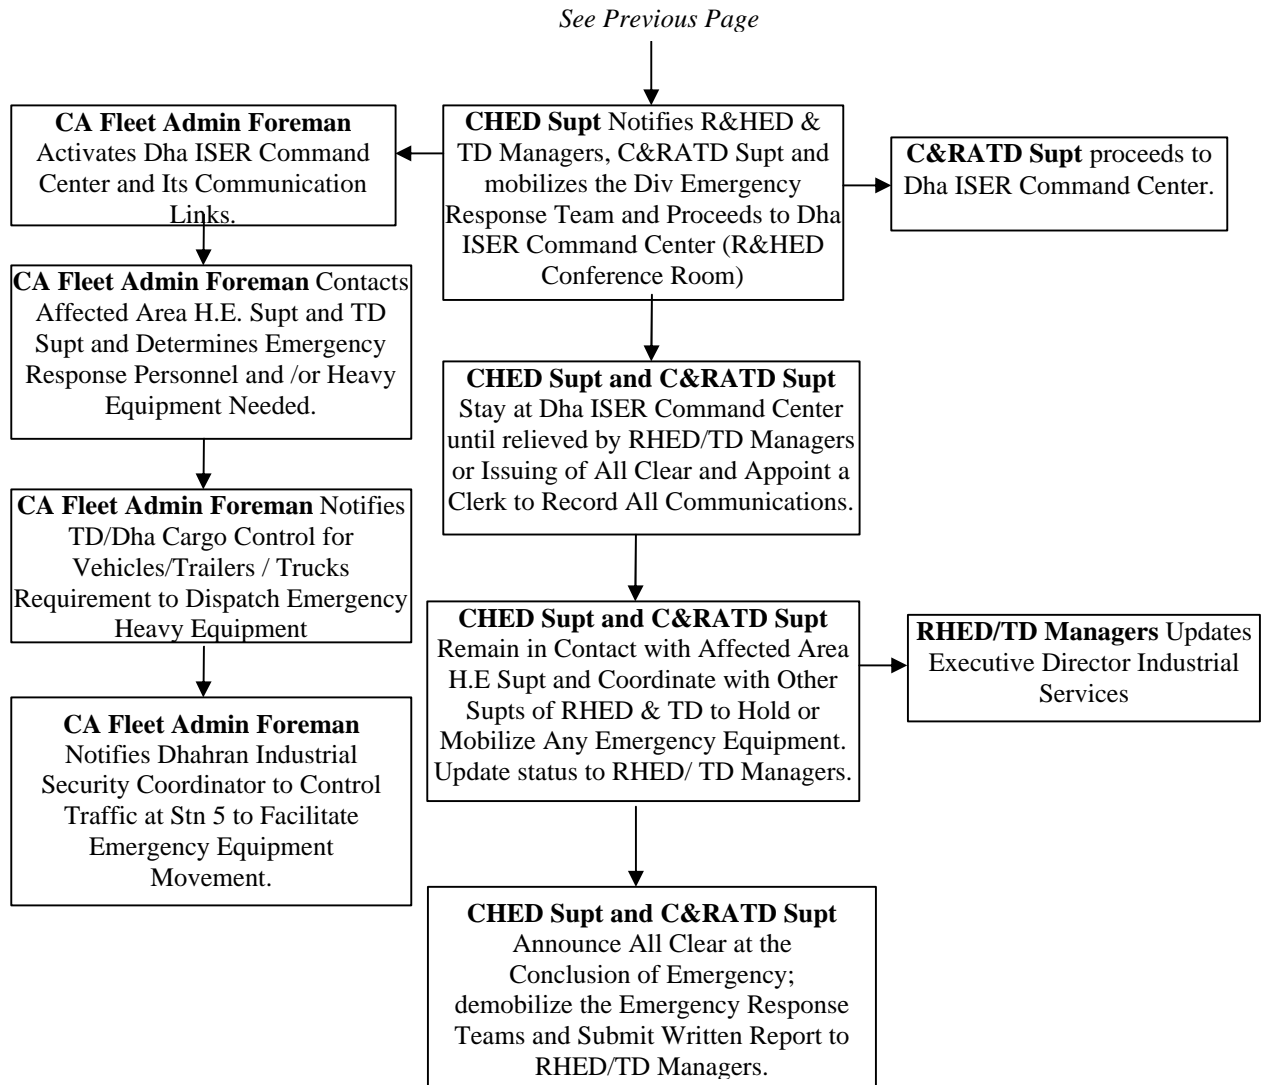 See Previous Page
CA Fleet Admin Foreman
Activates Dha ISER Command
Center and Its Communication
Links.
CHED Supt Notifies R&HED &
TD Managers, C&RATD Supt and
mobilizes the Div Emergency
Response Team and Proceeds to Dha
ISER Command Center (R&HED
Conference Room)
C&RATD Supt proceeds to
Dha ISER Command Center.
CA Fleet Admin Foreman Contacts
Affected Area H.E. Supt and TD
Supt and Determines Emergency
Response Personnel and /or Heavy
Equipment Needed.
CHED Supt and C&RATD Supt
Stay at Dha ISER Command Center
until relieved by RHED/TD Managers
or Issuing of All Clear and Appoint a
Clerk to Record All Communications.
CA Fleet Admin Foreman Notifies
TD/Dha Cargo Control for
Vehicles/Trailers / Trucks
Requirement to Dispatch Emergency
Heavy Equipment
CHED Supt and C&RATD Supt
Remain in Contact with Affected Area
H.E Supt and Coordinate with Other
Supts of RHED & TD to Hold or
Mobilize Any Emergency Equipment.
Update status to RHED/ TD Managers.
RHED/TD Managers Updates
Executive Director Industrial
Services
CA Fleet Admin Foreman
Notifies Dhahran Industrial
Security Coordinator to Control
Traffic at Stn 5 to Facilitate
Emergency Equipment
Movement.
CHED Supt and C&RATD Supt
Announce All Clear at the
Conclusion of Emergency;
demobilize the Emergency Response
Teams and Submit Written Report to
RHED/TD Managers.